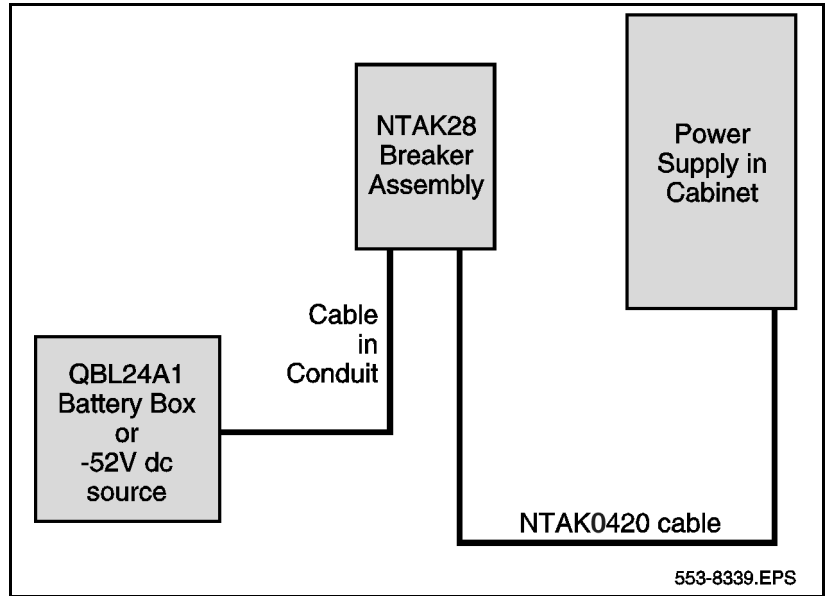 NTAK28
Breaker
Assembly
Power
Supply in
Cabinet
Cable
in
Conduit
QBL24A1
Battery Box
or
-52V dc
source
NTAK0420 cable
553-8339.EPS